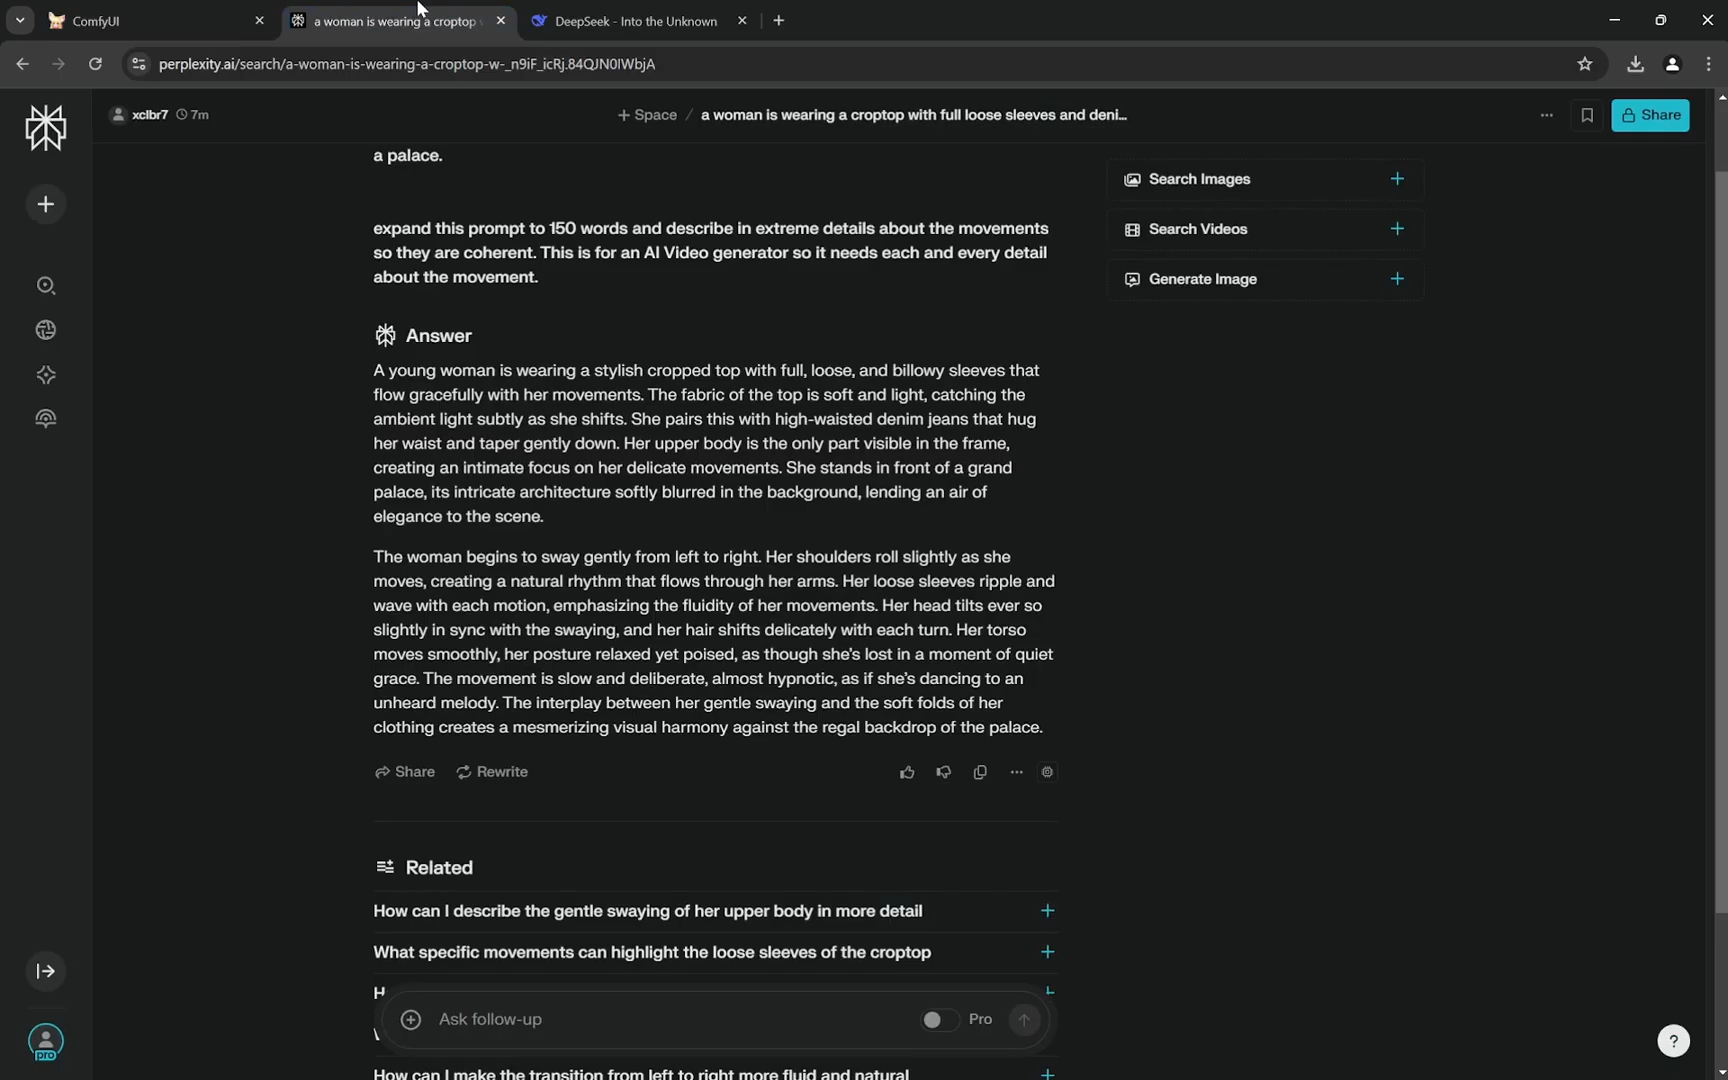 ComfyUI
a woman is wearing a croptop
DeepSeek - Into the Unknown
perplexity.ai/search/a-woman-is-wearing-a-croptop-w-_n9iF_icRj.84QJN0IWbjA
xclbr7 7m
+ Space / a woman is wearing a croptop with full loose sleeves and deni...
Share
a palace.
Search Images
Search Videos
Generate Image
expand this prompt to 150 words and describe in extreme details about the movements
so they are coherent. This is for an AI Video generator so it needs each and every detail
about the movement.
Answer
A young woman is wearing a stylish cropped top with full, loose, and billowy sleeves that
flow gracefully with her movements. The fabric of the top is soft and light, catching the
ambient light subtly as she shifts. She pairs this with high-waisted denim jeans that hug
her waist and taper gently down. Her upper body is the only part visible in the frame,
creating an intimate focus on her delicate movements. She stands in front of a grand
palace, its intricate architecture softly blurred in the background, lending an air of
elegance to the scene.
The woman begins to sway gently from left to right. Her shoulders roll slightly as she
moves, creating a natural rhythm that flows through her arms. Her loose sleeves ripple and
wave with each motion, emphasizing the fluidity of her movements. Her head tilts ever so
slightly in sync with the swaying, and her hair shifts delicately with each turn. Her torso
moves smoothly, her posture relaxed yet poised, as though she's lost in a moment of quiet
grace. The movement is slow and deliberate, almost hypnotic, as if she's dancing to an
unheard melody. The interplay between her gentle swaying and the soft folds of her
clothing creates a mesmerizing visual harmony against the regal backdrop of the palace.
Share Rewrite
Related
How can I describe the gentle swaying of her upper body in more detail
What specific movements can highlight the loose sleeves of the croptop
Ask follow-up
Pro
How can I make the transition from left to right more fluid and natural
pro
?